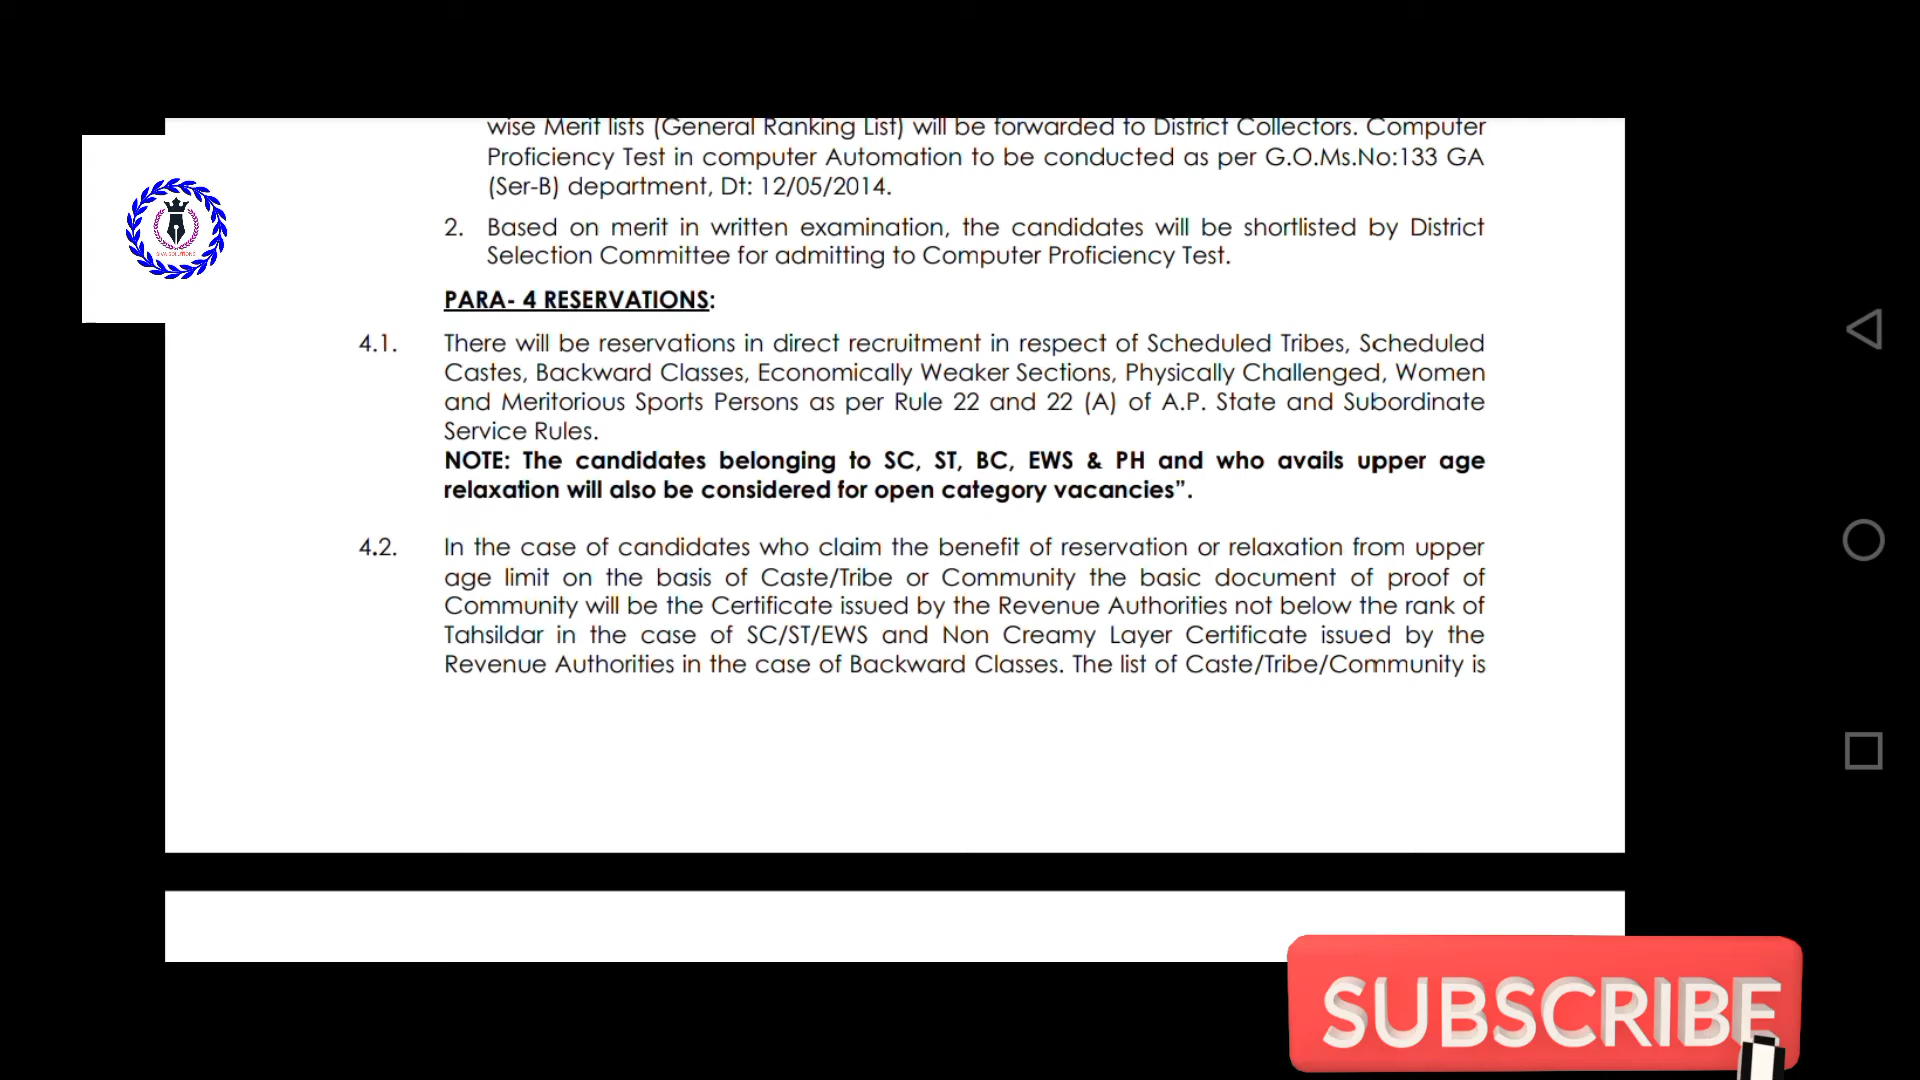 wise Merit lists (General Ranking List) will be forwarded to District Collectors. Computer
Proficiency Test in computer Automation to be conducted as per G.O.Ms.No:133 GA
(Ser-B) department, Dt: 12/05/2014.
2. Based on merit in written examination, the candidates will be shortlisted by District
Selection Committee for admitting to Computer Proficiency Test.
PARA- 4 RESERVATIONS:
4.1. There will be reservations in direct recruitment in respect of Scheduled Tribes, Scheduled
Castes, Backward Classes, Economically Weaker Sections, Physically Challenged, Women
and Meritorious Sports Persons as per Rule 22 and 22 (A) of A.P. State and Subordinate
Service Rules.
NOTE: The candidates belonging to SC, ST, BC, EWS & PH and who avails upper age
relaxation will also be considered for open category vacancies”.
4.2. In the case of candidates who claim the benefit of reservation or relaxation from upper
age limit on the basis of Caste/Tribe or Community the basic document of proof of
Community will be the Certificate issued by the Revenue Authorities not below the rank of
Tahsildar in the case of SC/ST/EWS and Non Creamy Layer Certificate issued by the
Revenue Authorities in the case of Backward Classes. The list of Caste/Tribe/Community is
SIVA SOLUTIONS
SUBSCRIBE